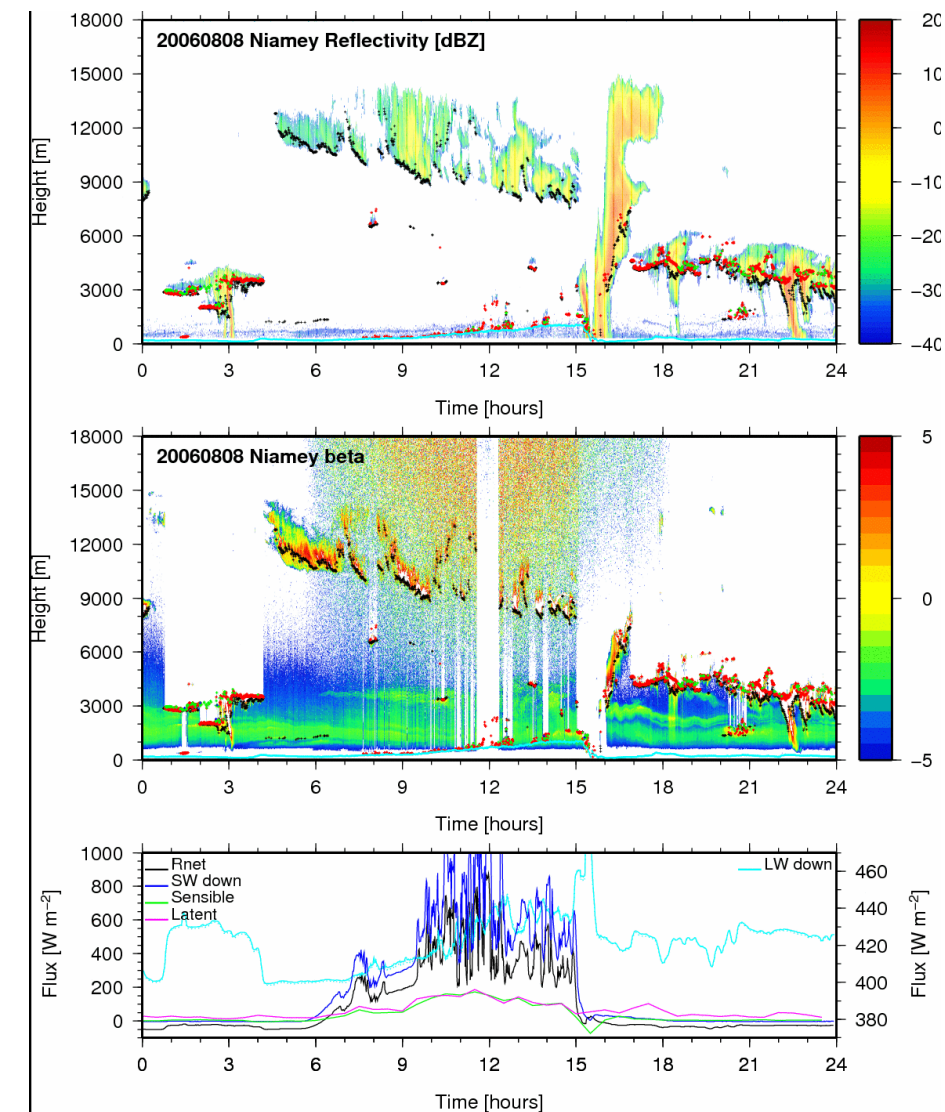 20060808 Niamey Reflectivity [dBZ]
18000
15000
12000
9000
6000
3000
0
Height [m]
0 3 6 9 12 15 18 21 24
Time [hours]
20
10
0
−10
−20
−30
−40
20060808 Niamey beta
18000
15000
12000
9000
6000
3000
0
Height [m]
0 3 6 9 12 15 18 21 24
Time [hours]
5
0
−5
1000
800
600
400
200
0
Flux [W m−2]
Rnet
SW down
Sensible
Latent
LW down
460
440
420
400
380
Flux [W m−2]
0 3 6 9 12 15 18 21 24
Time [hours]